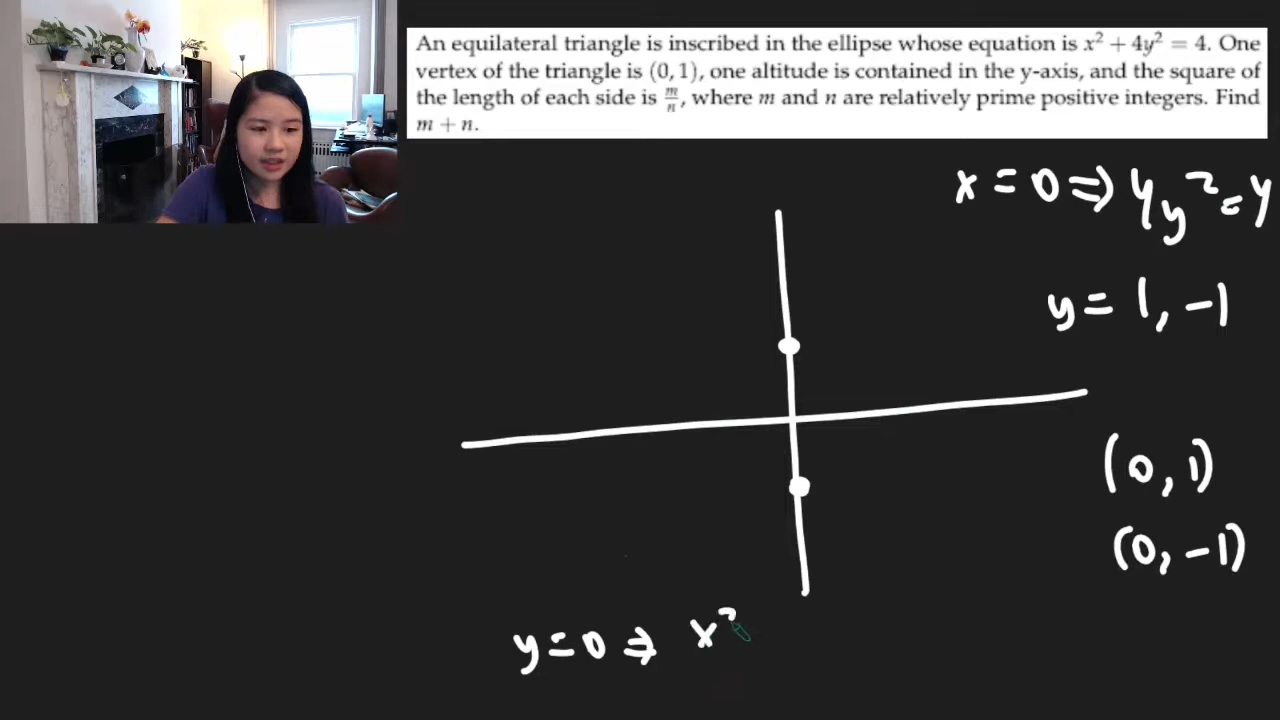 An equilateral triangle is inscribed in the ellipse whose equation is x² + 4y² = 4. One
vertex of the triangle is (0, 1), one altitude is contained in the y-axis, and the square of
the length of each side is m/n, where m and n are relatively prime positive integers. Find
m + n.
x = 0 ⇒ 4y² = 4
y = 1, -1
(0, 1)
(0, -1)
y = 0 ⇒ x²